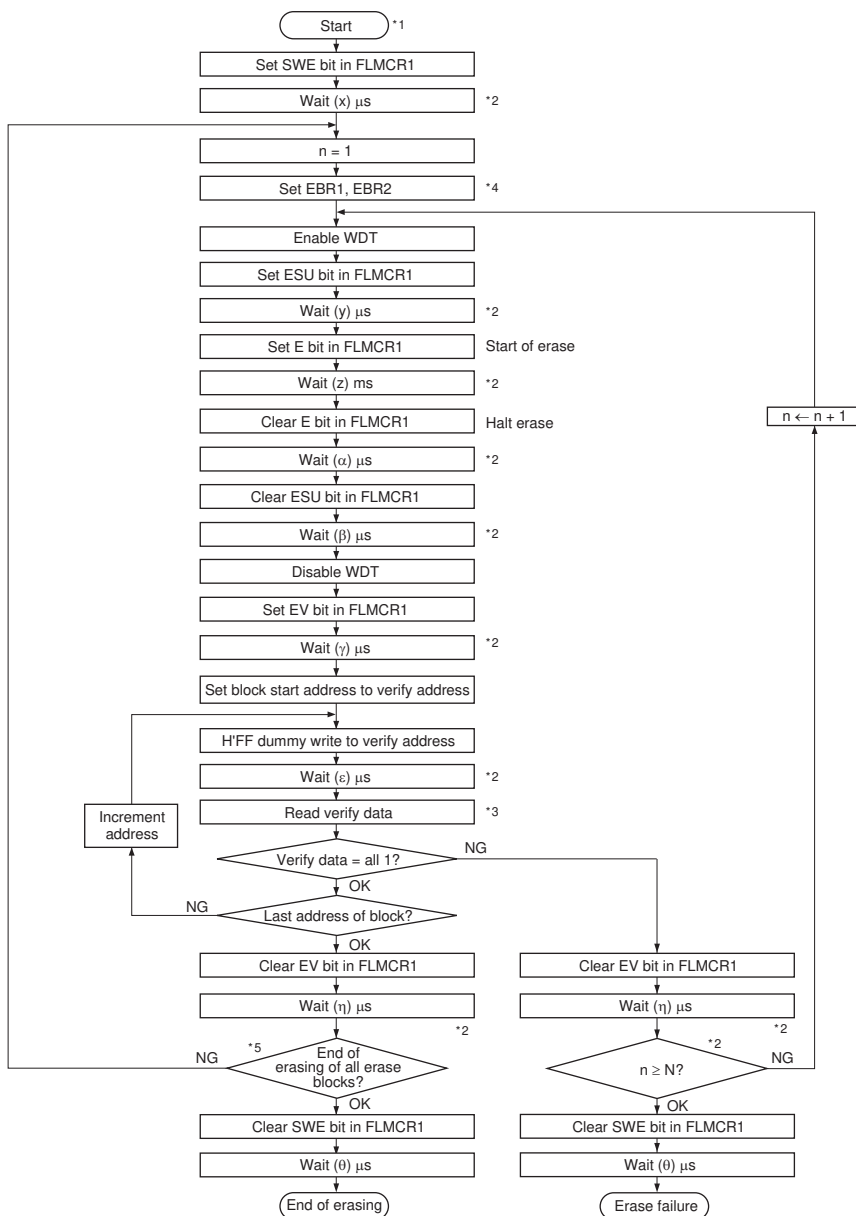 Start *1
Set SWE bit in FLMCR1
Wait (x) μs *2
n = 1
Set EBR1, EBR2 *4
Enable WDT
Set ESU bit in FLMCR1
Wait (y) μs *2
Set E bit in FLMCR1 Start of erase
Wait (z) ms *2
n ← n + 1
Clear E bit in FLMCR1 Halt erase
Wait (α) μs *2
Clear ESU bit in FLMCR1
Wait (β) μs *2
Disable WDT
Set EV bit in FLMCR1
Wait (γ) μs *2
Set block start address to verify address
H'FF dummy write to verify address
Wait (ε) μs *2
Increment
address
Read verify data *3
Verify data = all 1? NG
OK
NG Last address of block?
OK
Clear EV bit in FLMCR1
Wait (η) μs
*2
NG *5
End of
erasing of all erase
blocks?
OK
Clear SWE bit in FLMCR1
Wait (θ) μs
End of erasing
Clear EV bit in FLMCR1
Wait (η) μs
*2
*2
n ≥ N? NG
OK
Clear SWE bit in FLMCR1
Wait (θ) μs
Erase failure